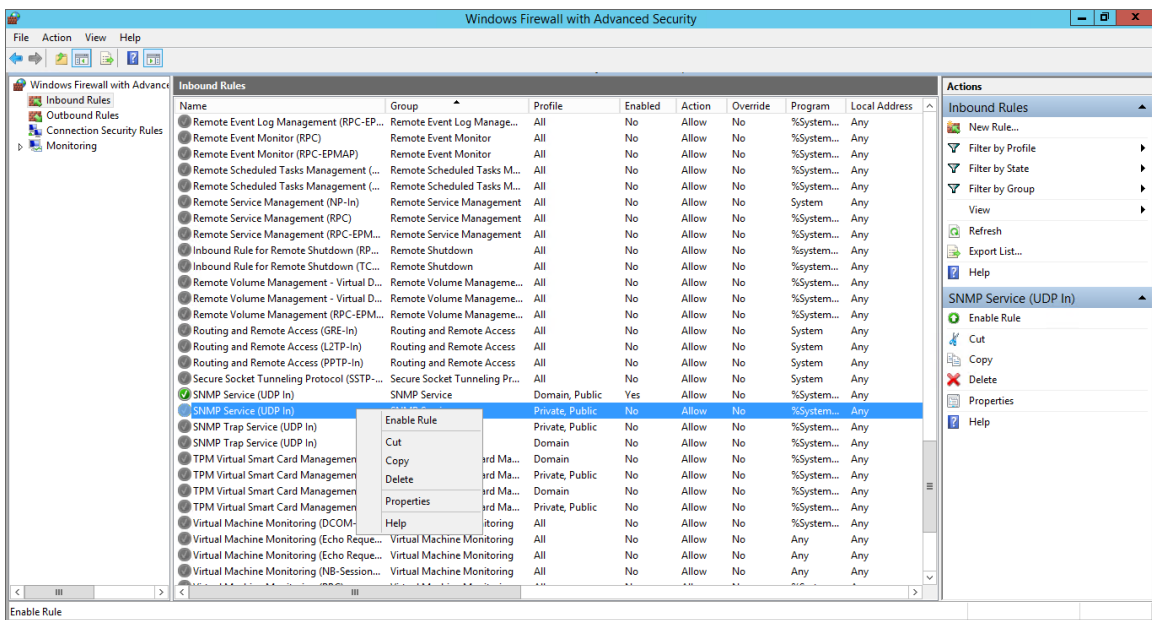 Windows Firewall with Advanced Security
File Action View Help
Windows Firewall with Advance
Inbound Rules
Outbound Rules
Connection Security Rules
Monitoring
Inbound Rules
Name Group Profile Enabled Action Override Program Local Address
Remote Event Log Management (RPC-EP... Remote Event Log Manage... All No Allow No %System... Any
Remote Event Monitor (RPC) Remote Event Monitor All No Allow No %System... Any
Remote Event Monitor (RPC-EPMAP) Remote Event Monitor All No Allow No %System... Any
Remote Scheduled Tasks Management (... Remote Scheduled Tasks M... All No Allow No %System... Any
Remote Scheduled Tasks Management (... Remote Scheduled Tasks M... All No Allow No %System... Any
Remote Service Management (NP-In) Remote Service Management All No Allow No System Any
Remote Service Management (RPC) Remote Service Management All No Allow No %System... Any
Remote Service Management (RPC-EPM... Remote Service Management All No Allow No %System... Any
Inbound Rule for Remote Shutdown (RP... Remote Shutdown All No Allow No %system... Any
Inbound Rule for Remote Shutdown (TC... Remote Shutdown All No Allow No %system... Any
Remote Volume Management - Virtual D... Remote Volume Manageme... All No Allow No %System... Any
Remote Volume Management - Virtual D... Remote Volume Manageme... All No Allow No %System... Any
Remote Volume Management (RPC-EPM... Remote Volume Manageme... All No Allow No %System... Any
Routing and Remote Access (GRE-In) Routing and Remote Access All No Allow No System Any
Routing and Remote Access (L2TP-In) Routing and Remote Access All No Allow No System Any
Routing and Remote Access (PPTP-In) Routing and Remote Access All No Allow No System Any
Secure Socket Tunneling Protocol (SSTP-... Secure Socket Tunneling Pr... All No Allow No System Any
SNMP Service (UDP In) SNMP Service Domain, Public Yes Allow No %System... Any
SNMP Service (UDP In) Private, Public No Allow No %System... Any
SNMP Trap Service (UDP In) Private, Public No Allow No %System... Any
SNMP Trap Service (UDP In) Domain No Allow No %System... Any
TPM Virtual Smart Card Managemen ard Ma... Domain No Allow No %System... Any
TPM Virtual Smart Card Managemen ard Ma... Private, Public No Allow No %System... Any
TPM Virtual Smart Card Managemen ard Ma... Domain No Allow No %System... Any
TPM Virtual Smart Card Managemen ard Ma... Private, Public No Allow No %System... Any
Virtual Machine Monitoring (DCOM- itoring All No Allow No %System... Any
Virtual Machine Monitoring (Echo Reque... Virtual Machine Monitoring All No Allow No Any Any
Virtual Machine Monitoring (Echo Reque... Virtual Machine Monitoring All No Allow No Any Any
Virtual Machine Monitoring (NB-Session... Virtual Machine Monitoring All No Allow No Any Any
Enable Rule
Cut
Copy
Delete
Properties
Help
Actions
Inbound Rules
New Rule...
Filter by Profile
Filter by State
Filter by Group
View
Refresh
Export List...
Help
SNMP Service (UDP In)
Enable Rule
Cut
Copy
Delete
Properties
Help
Enable Rule